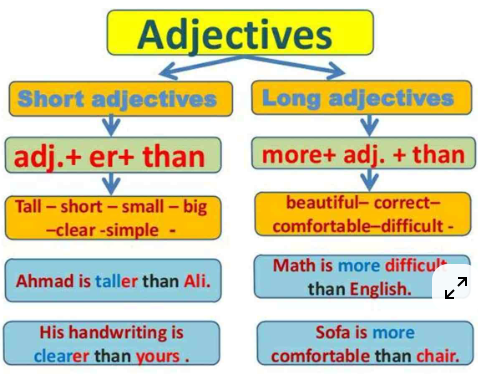 Adjectives
Short adjectives
adj.+ er+ than
Tall – short – small – big
–clear -simple -
Ahmad is taller than Ali.
His handwriting is
clearer than yours .
Long adjectives
more+ adj. + than
beautiful– correct–
comfortable–difficult -
Math is more difficult
than English.
Sofa is more
comfortable than chair.